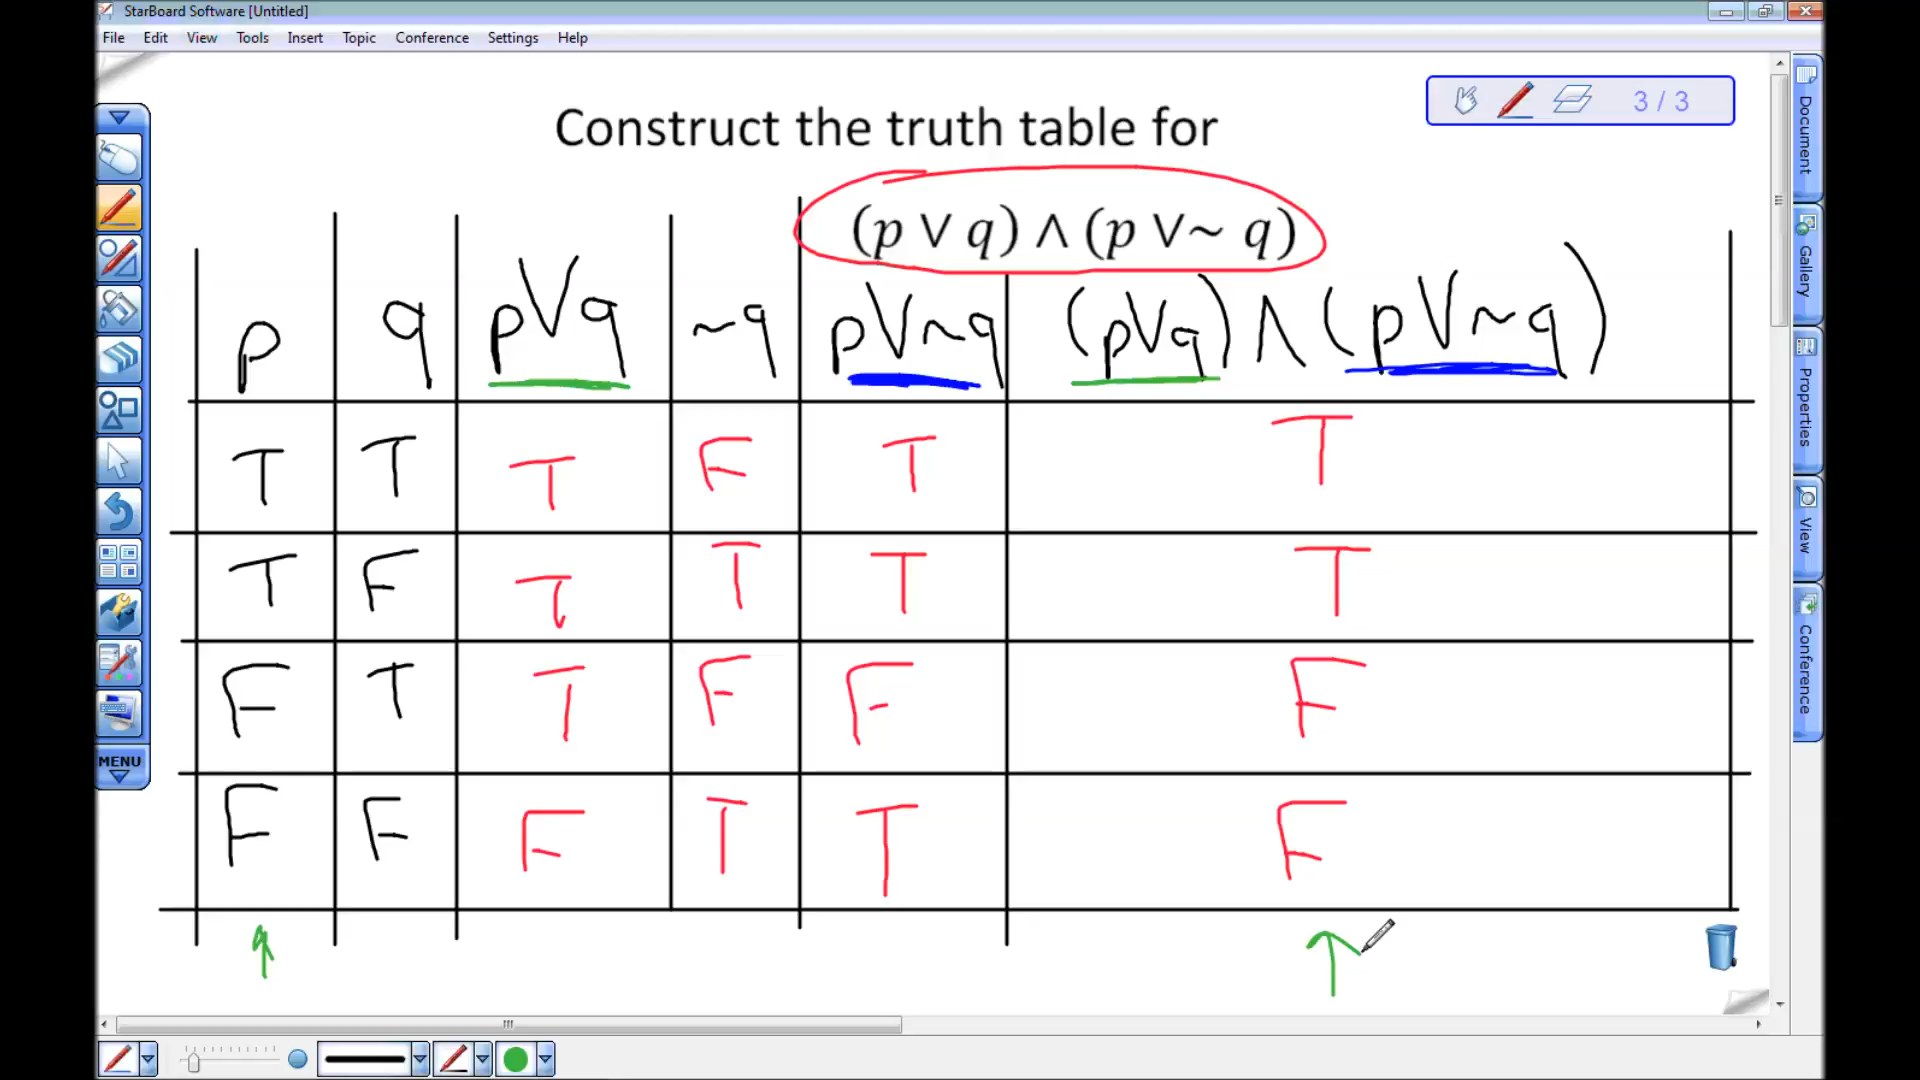 StarBoard Software [Untitled]
File Edit View Tools Insert Topic Conference Settings Help
3 / 3
Construct the truth table for
(p ∨ q) ∧ (p ∨~ q)
p q p∨q ~q p∨~q (p∨q)∧(p∨~q)
T T T F T T
T F T T T T
F T T F F F
F F F T T F
MENU
Document
Gallery
Properties
View
Conference